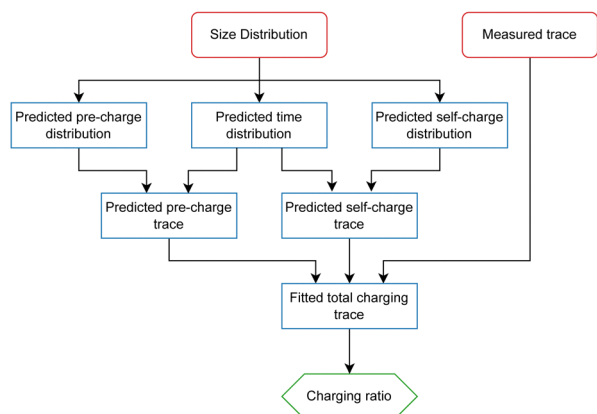 Size Distribution
Measured trace
Predicted pre-charge
distribution
Predicted time
distribution
Predicted self-charge
distribution
Predicted pre-charge
trace
Predicted self-charge
trace
Fitted total charging
trace
Charging ratio